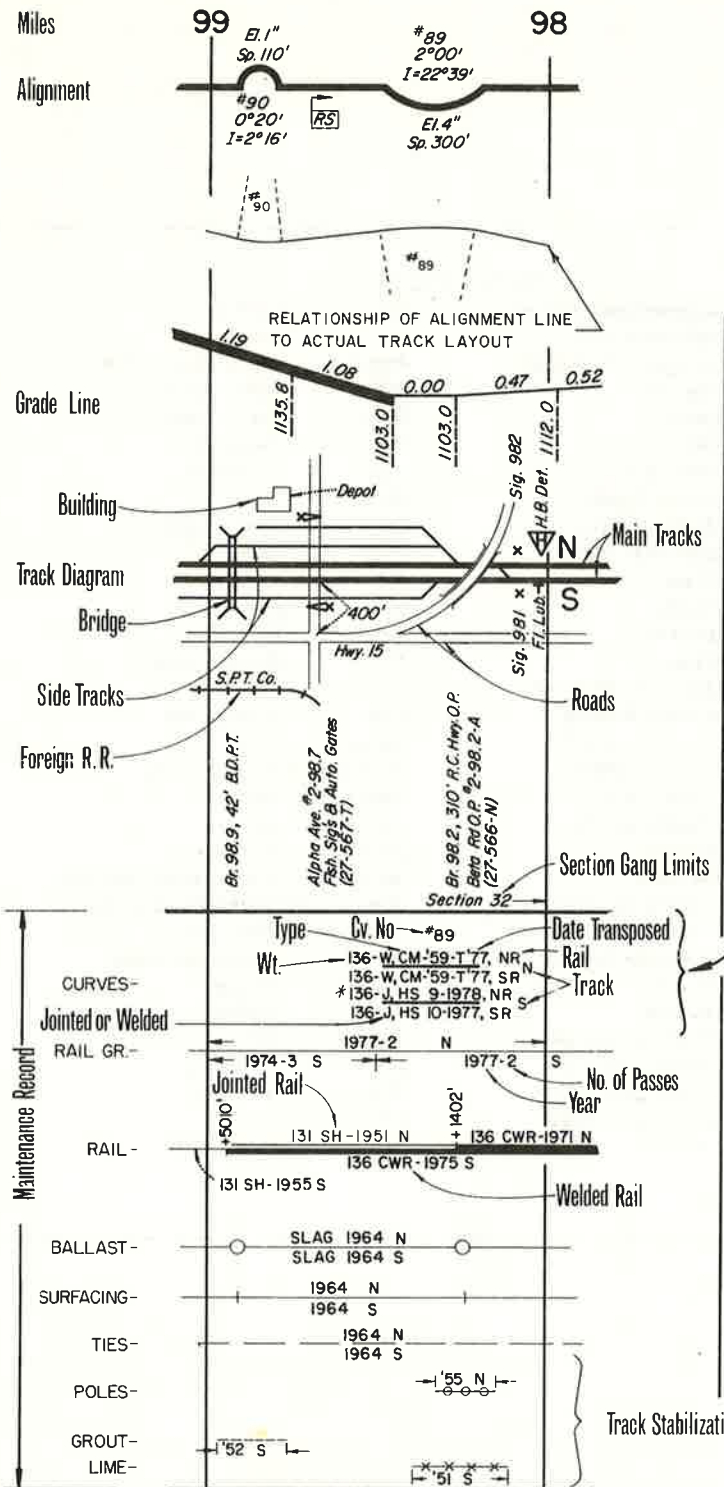 Miles
99
98
El. 1"
Sp. 110'
#89
2°00'
I=22°39'
Alignment
#90
0°20'
I=2°16'
RS
El. 4"
Sp. 300'
#90
#89
RELATIONSHIP OF ALIGNMENT LINE
TO ACTUAL TRACK LAYOUT
1.19
1.08
0.00
0.47
0.52
Grade Line
1135.8
1103.0
1103.0
1112.0
Sig. 982
H.B. Det.
Building
Depot
H
N
Main Tracks
Track Diagram
S
Bridge
400'
Sig. 981
Fl. Lub.
Hwy. 15
Side Tracks
S.P.T. Co.
Roads
Foreign R.R.
Br. 98.9, 42' B.D.P.T.
Alpha Ave. #2-98.7
Flsh. Sig's & Auto. Gates
(27-567-T)
Br. 98.2, 310' R.C. Hwy. O.P.
Beta Rd O.P. #2-98.2-A
(27-566-N)
Section Gang Limits
Section 32
Maintenance Record
Type
Cv. No
#89
Date Transposed
Wt.
136-W, CM-'59-T'77, NR
Rail
N
136-W, CM-'59-T'77, SR
Track
CURVES-
*136-J, HS 9-1978, NR
S
136-J, HS 10-1977, SR
Jointed or Welded
1977-2 N
RAIL GR.
1974-3 S
1977-2 S
No. of Passes
Year
Jointed Rail
+5010'
+1402'
131 SH-1951 N
136 CWR-1971 N
RAIL-
136 CWR-1975 S
131 SH-1955 S
Welded Rail
BALLAST-
SLAG 1964 N
SLAG 1964 S
SURFACING-
1964 N
1964 S
TIES-
1964 N
1964 S
POLES-
'55 N
Track Stabilizati
GROUT-
'52 S
LIME-
'51 S